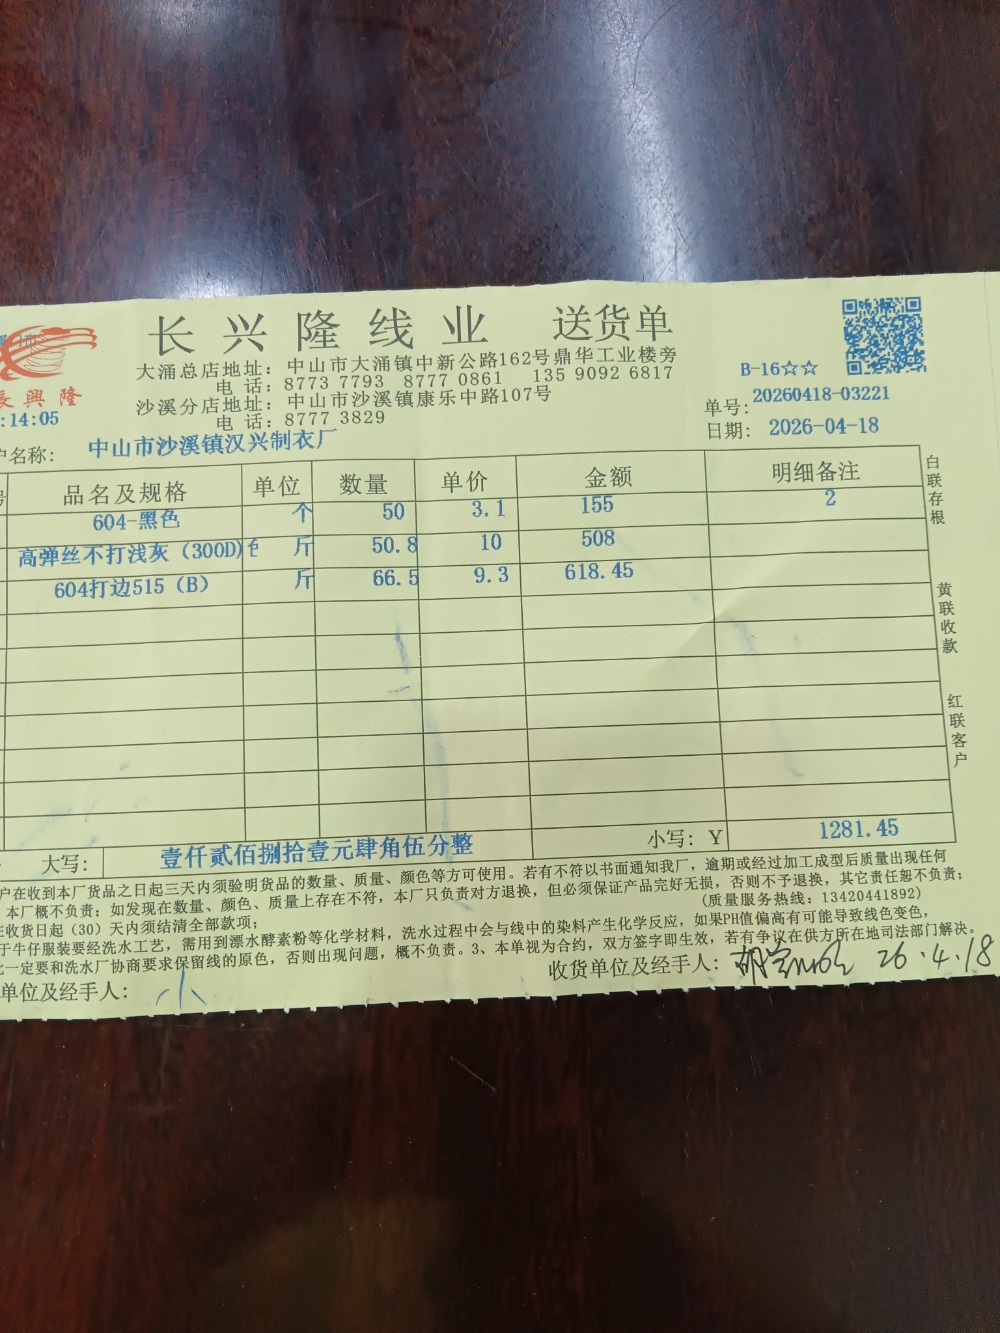 长兴隆线业 送货单
大涌总店地址：中山市大涌镇中新公路162号鼎华工业楼旁
电 话：8773 7793 8777 0861 135 9092 6817
沙溪分店地址：中山市沙溪镇康乐中路107号
电 话：8777 3829
長興隆
:14:05
B-16☆☆
单号：20260418-03221
日期：2026-04-18
户名称：中山市沙溪镇汉兴制衣厂
品名及规格 单位 数量 单价 金额 明细备注
604-黑色 个 50 3.1 155 2
高弹丝不打浅灰（300D)色 斤 50.8 10 508
604打边515（B） 斤 66.5 9.3 618.45
大写：壹仟贰佰捌拾壹元肆角伍分整 小写：￥ 1281.45
白联存根
黄联收款
红联客户
户在收到本厂货品之日起三天内须验明货品的数量、质量、颜色等方可使用。若有不符以书面通知我厂，逾期或经过加工成型后质量出现任何
，本厂概不负责；如发现在数量、颜色、质量上存在不符，本厂只负责对方退换，但必须保证产品完好无损，否则不予退换，其它责任恕不负责；
在收货日起（30）天内须结清全部款项； (质量服务热线：13420441892)
于牛仔服装要经洗水工艺，需用到漂水酵素粉等化学材料，洗水过程中会与线中的染料产生化学反应，如果PH值偏高有可能导致线色变色，
此一定要和洗水厂协商要求保留线的原色，否则出现问题，概不负责。3、本单视为合约，双方签字即生效，若有争议在供方所在地司法部门解决。
单位及经手人： 小
收货单位及经手人： 26.4.18